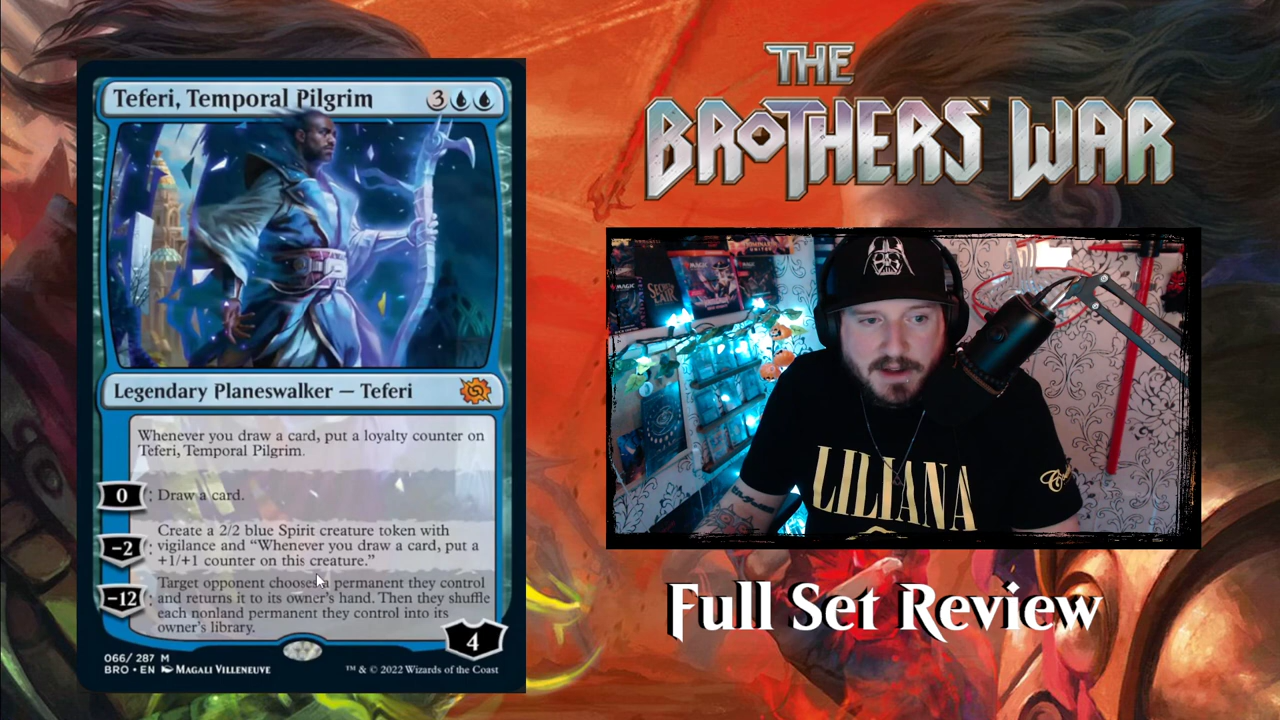 Teferi, Temporal Pilgrim
3
Legendary Planeswalker — Teferi
Whenever you draw a card, put a loyalty counter on
Teferi, Temporal Pilgrim.
0 : Draw a card.
Create a 2/2 blue Spirit creature token with
−2 : vigilance and “Whenever you draw a card, put a
+1/+1 counter on this creature.”
Target opponent chooses a permanent they control
−12 : and returns it to its owner’s hand. Then they shuffle
each nonland permanent they control into its
owner’s library.
4
066/ 287 M
BRO • EN MAGALI VILLENEUVE
™ & © 2022 Wizards of the Coast
THE
BROTHERS' WAR
MAGIC
SECRET
LAIR
LILIANA
Full Set Review